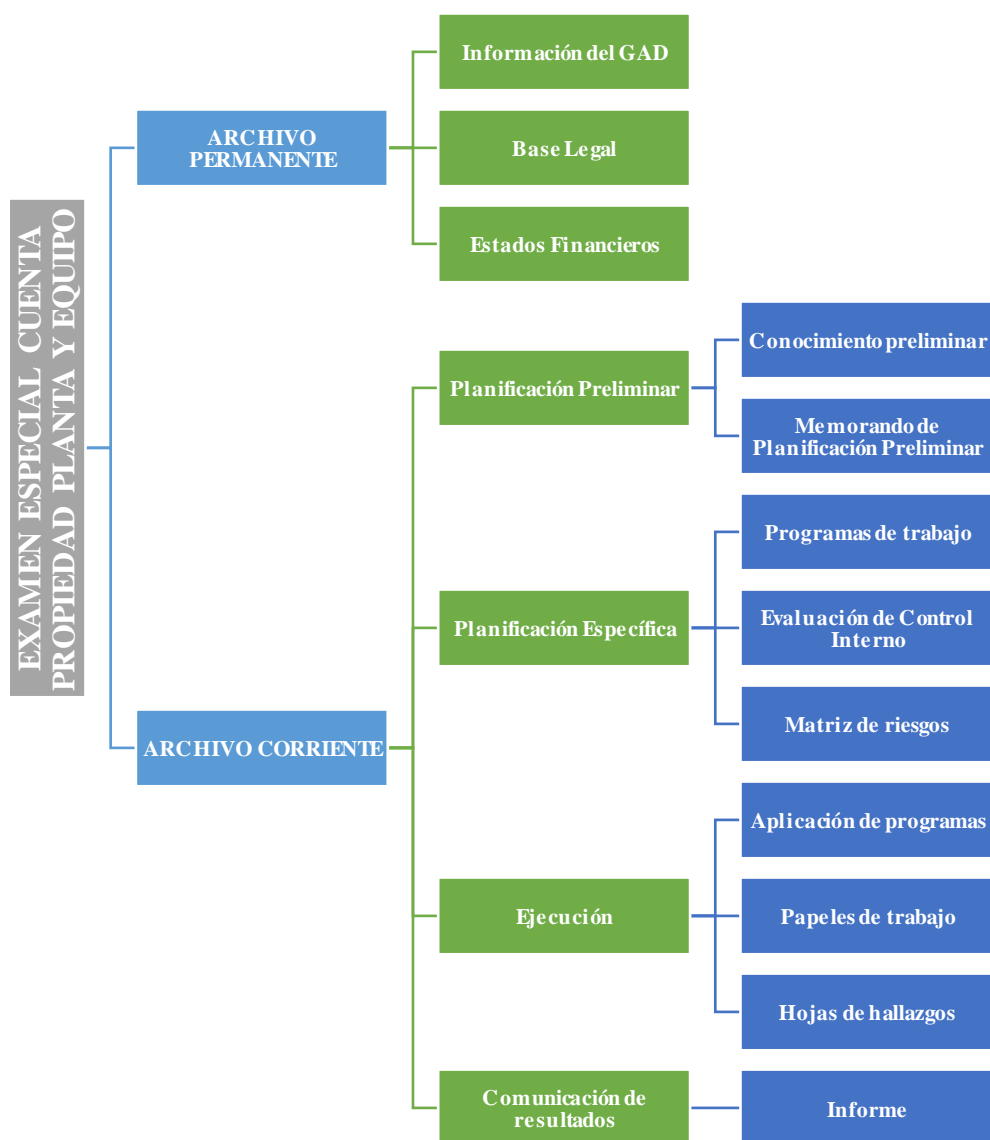 EXAMEN ESPECIAL CUENTA
PROPIEDAD PLANTA Y EQUIPO
ARCHIVO
PERMANENTE
Información del GAD
Base Legal
Estados Financieros
ARCHIVO CORRIENTE
Planificación Preliminar
Conocimiento preliminar
Memorando de
Planificación Preliminar
Planificación Específica
Programas de trabajo
Evaluación de Control
Interno
Matriz de riesgos
Ejecución
Aplicación de programas
Papeles de trabajo
Hojas de hallazgos
Comunicación de
resultados
Informe